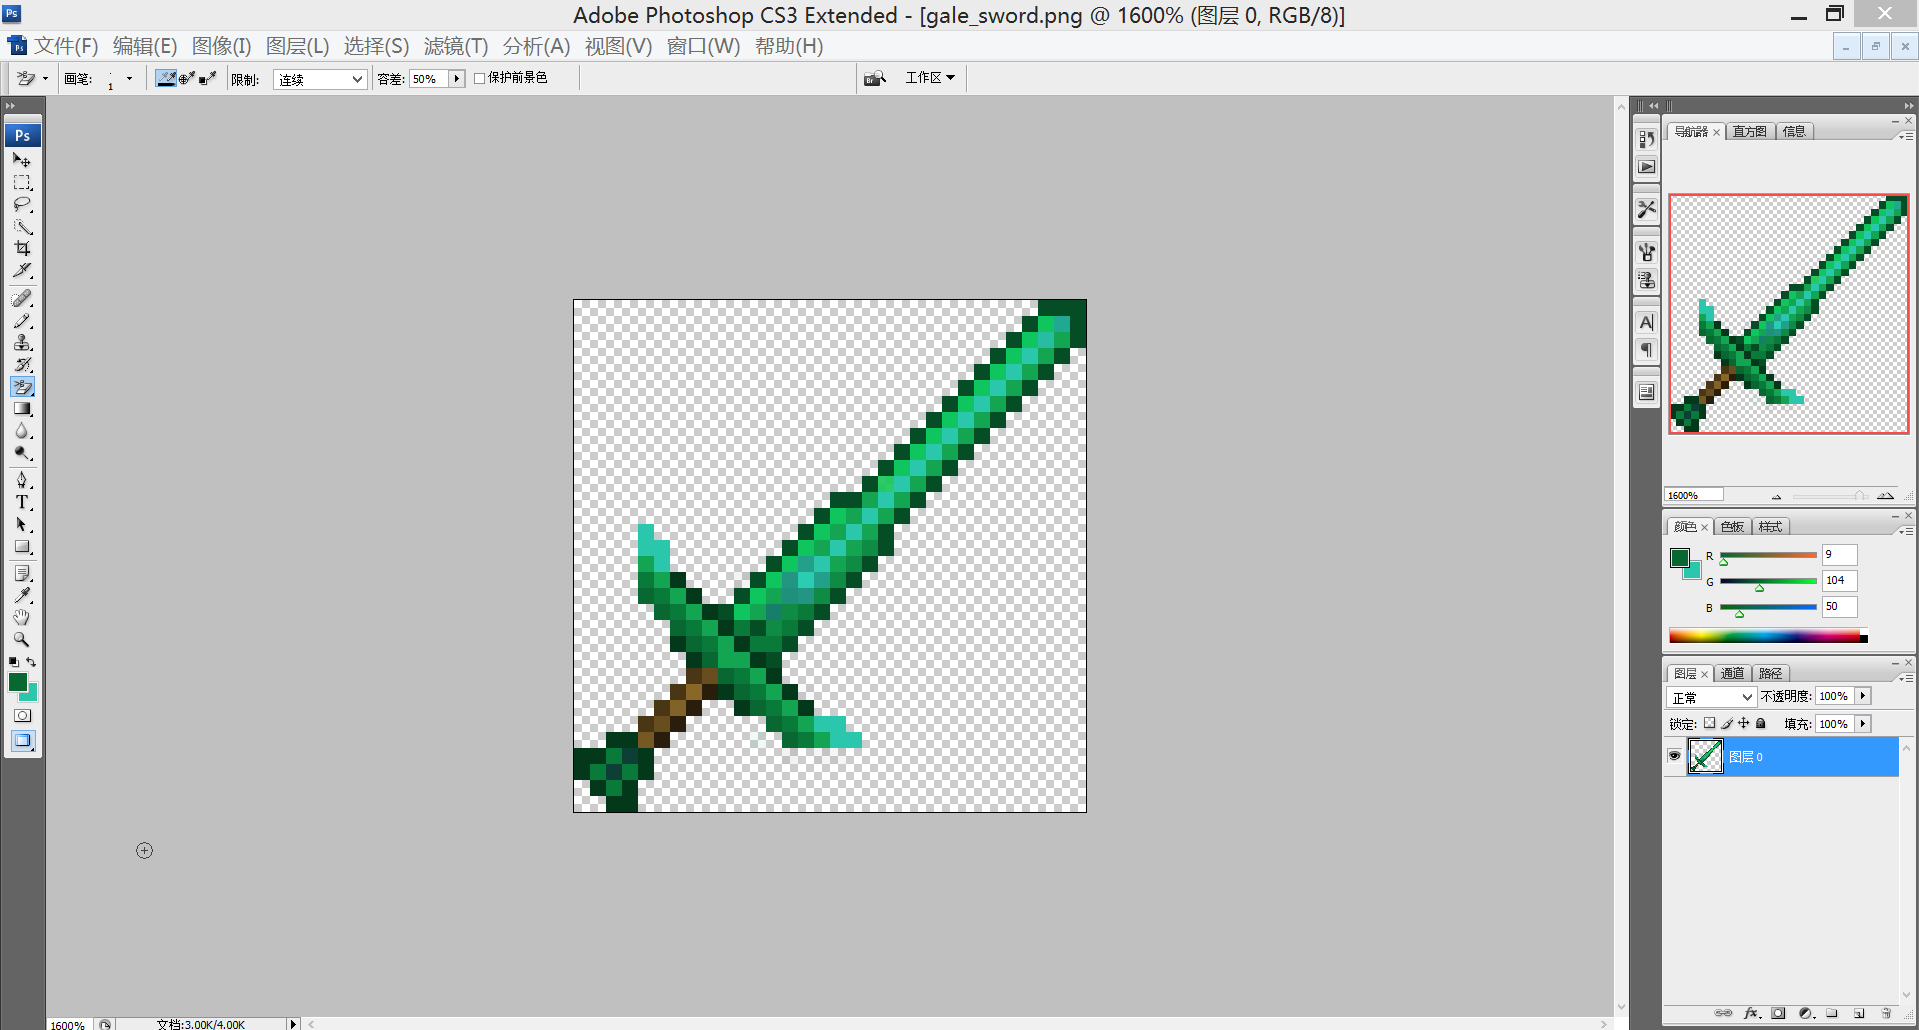 Ps Adobe Photoshop CS3 Extended - [gale_sword.png @ 1600% (图层 0, RGB/8)]
文件(F) 编辑(E) 图像(I) 图层(L) 选择(S) 滤镜(T) 分析(A) 视图(V) 窗口(W) 帮助(H)
画笔: 1 限制: 连续 容差: 50% 保护前景色 工作区
Ps
导航器 直方图 信息
1600%
颜色 色板 样式
R 9
G 104
B 50
图层 通道 路径
正常 不透明度: 100%
锁定: 填充: 100%
图层 0
1600% 文档:3.00K/4.00K